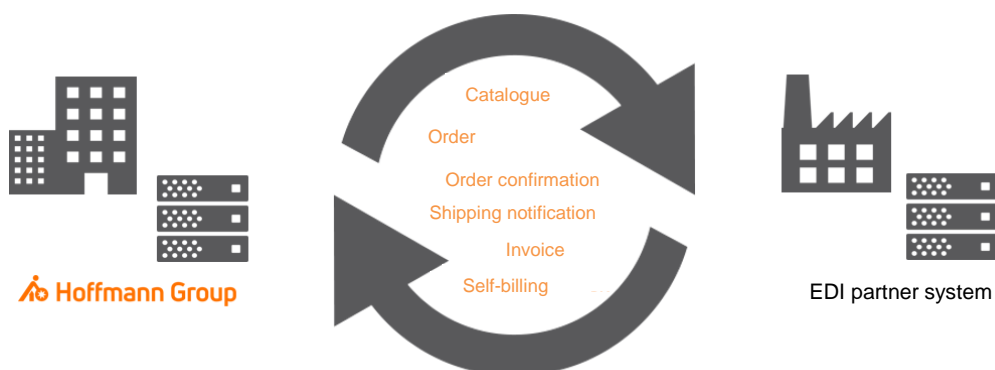 Catalogue
Order
Order confirmation
Shipping notification
Invoice
Self-billing
Hoffmann Group
EDI partner system